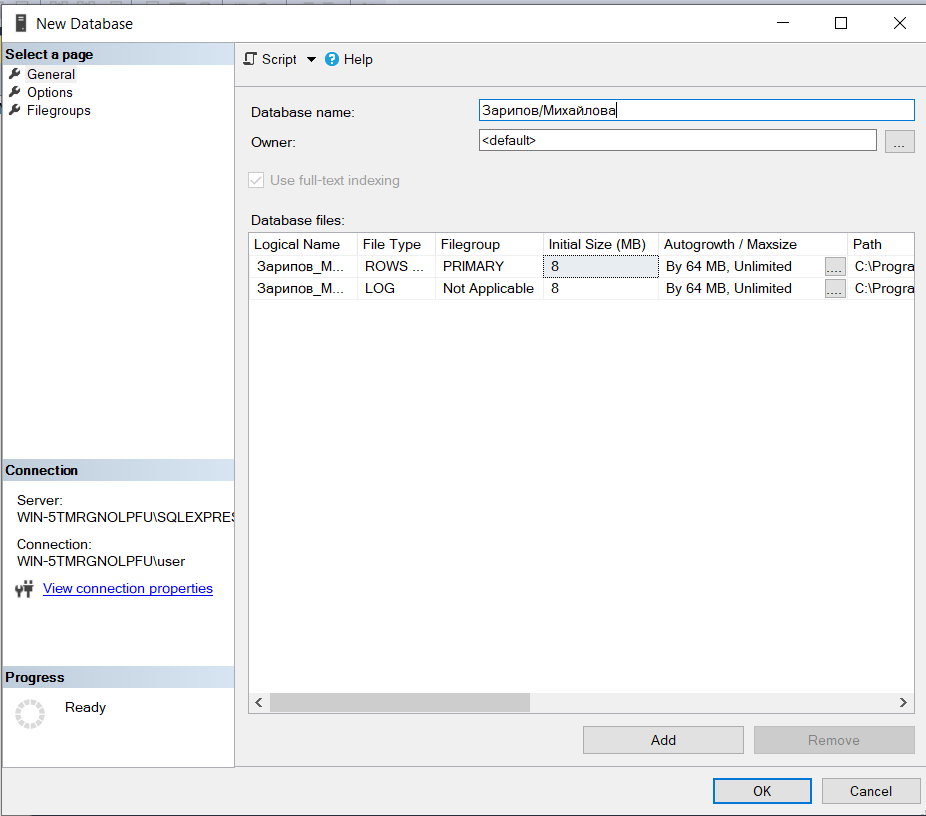 New Database
Select a page
General
Options
Filegroups
Script
Help
Database name:
Зарипов/Михайлова
Owner:
<default>
...
Use full-text indexing
Database files:
Logical Name File Type Filegroup Initial Size (MB) Autogrowth / Maxsize Path
Зарипов_М... ROWS ... PRIMARY 8 By 64 MB, Unlimited .... C:\Progra
Зарипов_М... LOG Not Applicable 8 By 64 MB, Unlimited .... C:\Progra
Connection
Server:
WIN-5TMRGNOLPFU\SQLEXPRES
Connection:
WIN-5TMRGNOLPFU\user
View connection properties
Progress
Ready
Add
Remove
OK
Cancel